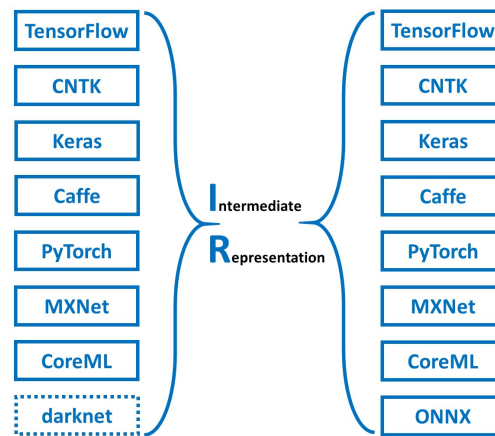 TensorFlow
CNTK
Keras
Caffe
PyTorch
MXNet
CoreML
darknet
Intermediate
Representation
TensorFlow
CNTK
Keras
Caffe
PyTorch
MXNet
CoreML
ONNX